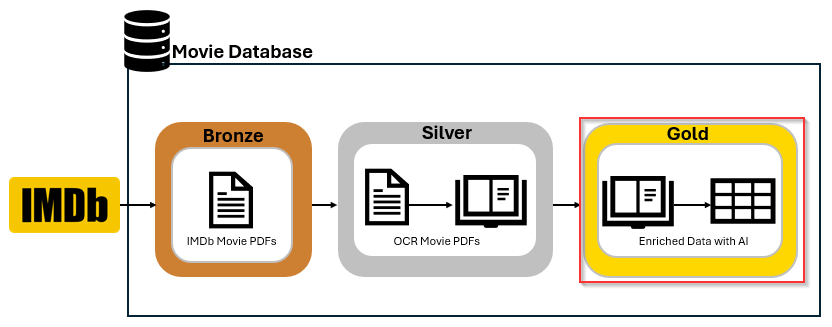 Movie Database
IMDb
Bronze
IMDb Movie PDFs
Silver
OCR Movie PDFs
Gold
Enriched Data with AI